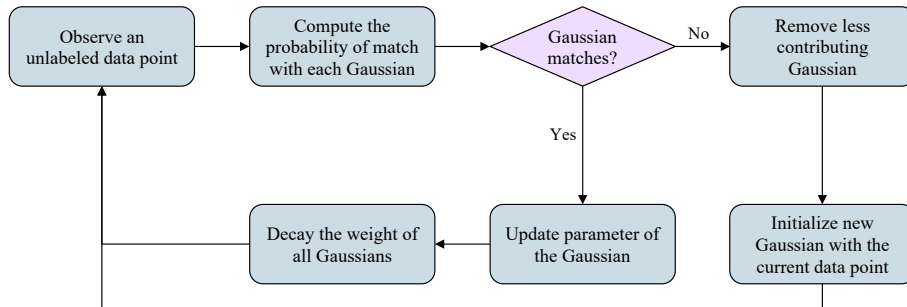 Observe an
unlabeled data point
Compute the
probability of match
with each Gaussian
Gaussian
matches?
No
Remove less
contributing
Gaussian
Yes
Decay the weight of
all Gaussians
Update parameter of
the Gaussian
Initialize new
Gaussian with the
current data point